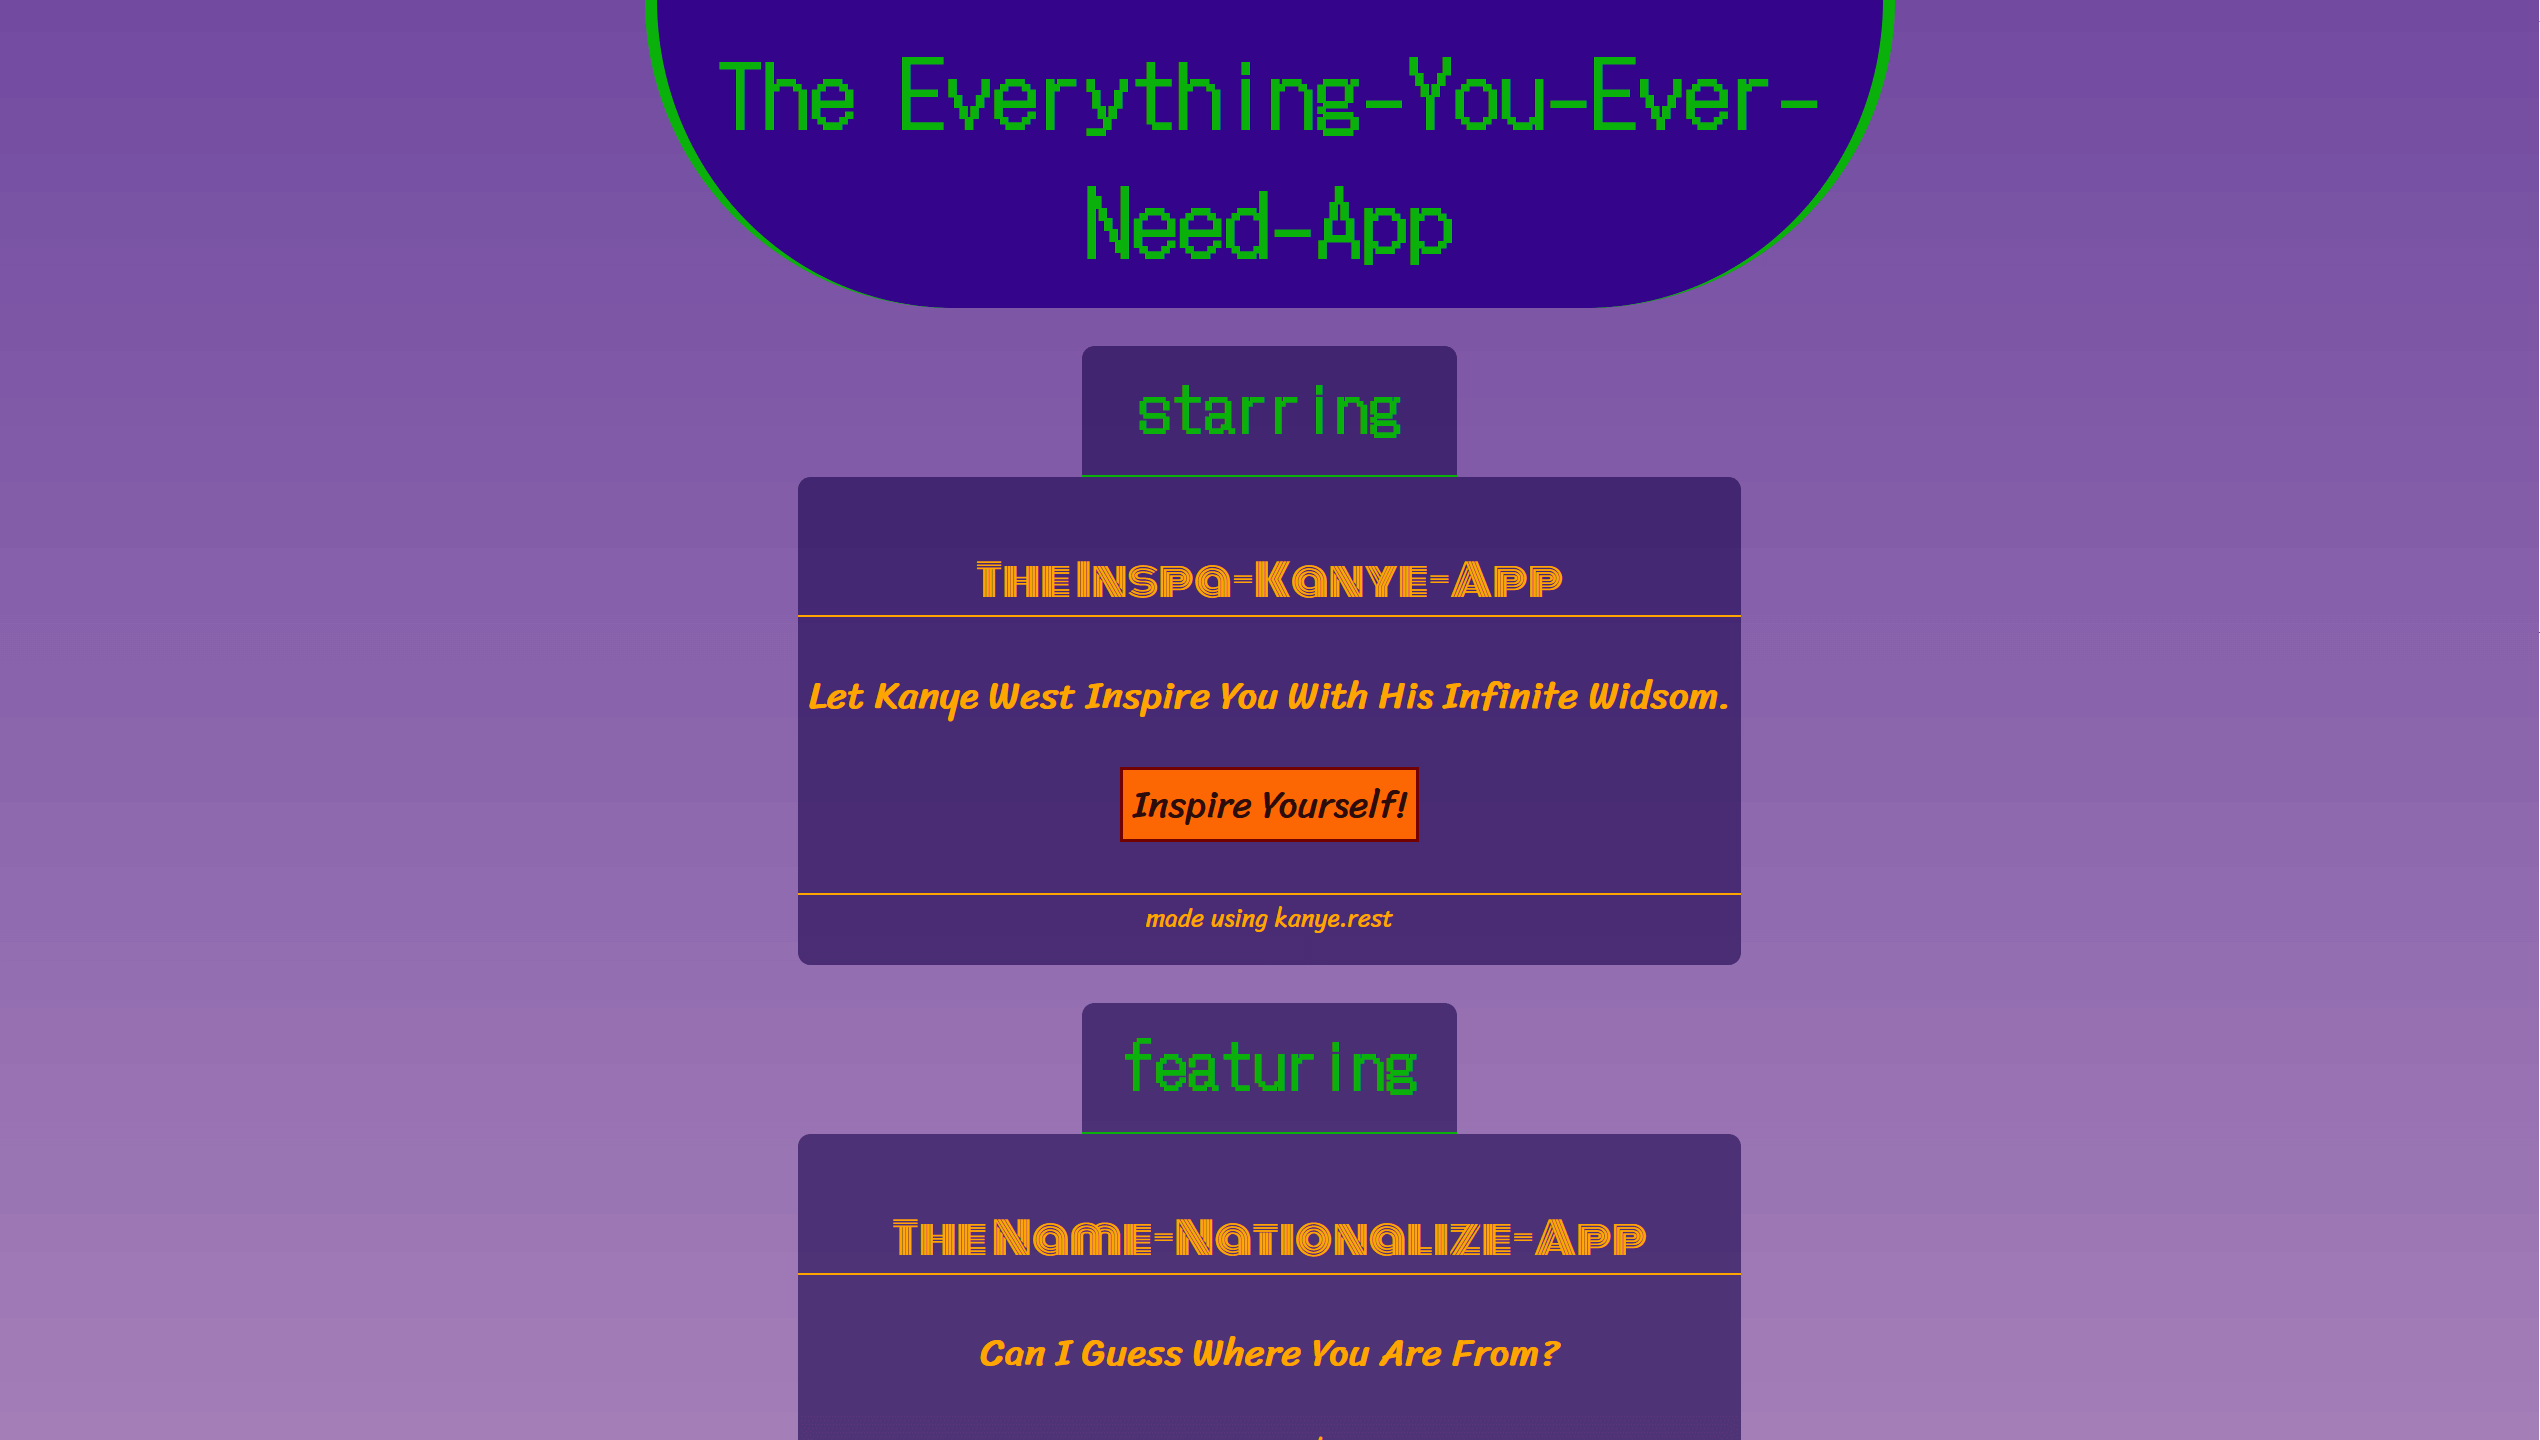 The Everything-You-Ever-
Need-App
starring
The Inspa-Kanye-App
Let Kanye West Inspire You With His Infinite Widsom.
Inspire Yourself!
made using kanye.rest
featuring
The Name-Nationalize-App
Can I Guess Where You Are From?